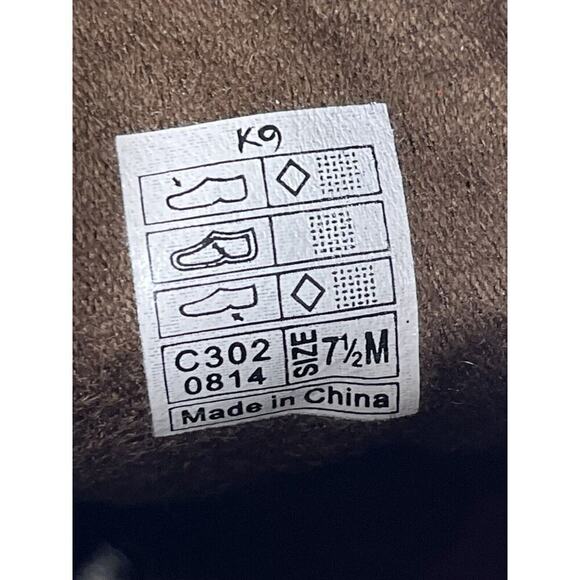 K9
C302
0814
SIZE 7½M
Made in China